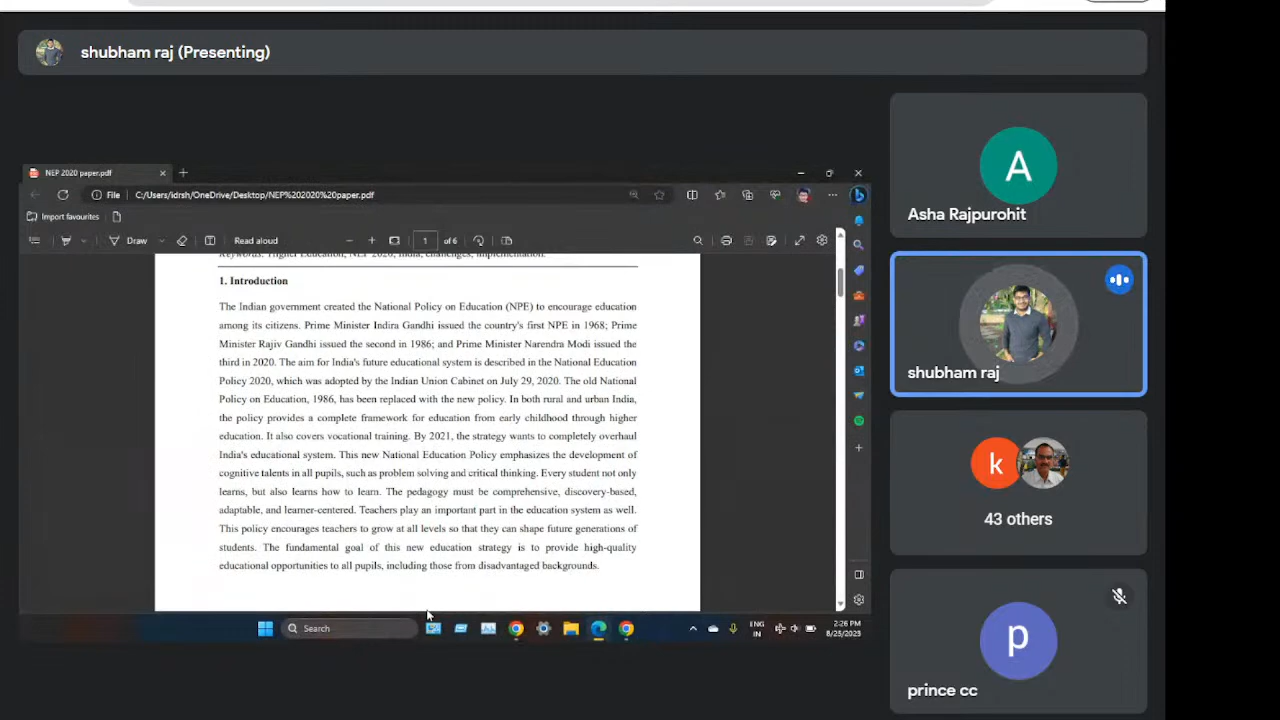 shubham raj (Presenting)
NEP 2020 paper.pdf
File C:/Users/idrsh/OneDrive/Desktop/NEP%202020%20paper.pdf
Import favourites
Draw Read aloud 1 of 6
Keywords: Higher Education, NEP 2020, India, challenges, implementation.
1. Introduction
The Indian government created the National Policy on Education (NPE) to encourage education
among its citizens. Prime Minister Indira Gandhi issued the country's first NPE in 1968; Prime
Minister Rajiv Gandhi issued the second in 1986; and Prime Minister Narendra Modi issued the
third in 2020. The aim for India's future educational system is described in the National Education
Policy 2020, which was adopted by the Indian Union Cabinet on July 29, 2020. The old National
Policy on Education, 1986, has been replaced with the new policy. In both rural and urban India,
the policy provides a complete framework for education from early childhood through higher
education. It also covers vocational training. By 2021, the strategy wants to completely overhaul
India's educational system. This new National Education Policy emphasizes the development of
cognitive talents in all pupils, such as problem solving and critical thinking. Every student not only
learns, but also learns how to learn. The pedagogy must be comprehensive, discovery-based,
adaptable, and learner-centered. Teachers play an important part in the education system as well.
This policy encourages teachers to grow at all levels so that they can shape future generations of
students. The fundamental goal of this new education strategy is to provide high-quality
educational opportunities to all pupils, including those from disadvantaged backgrounds.
Search
ENG
IN
2:26 PM
8/25/2023
A
Asha Rajpurohit
shubham raj
k
43 others
p
prince cc